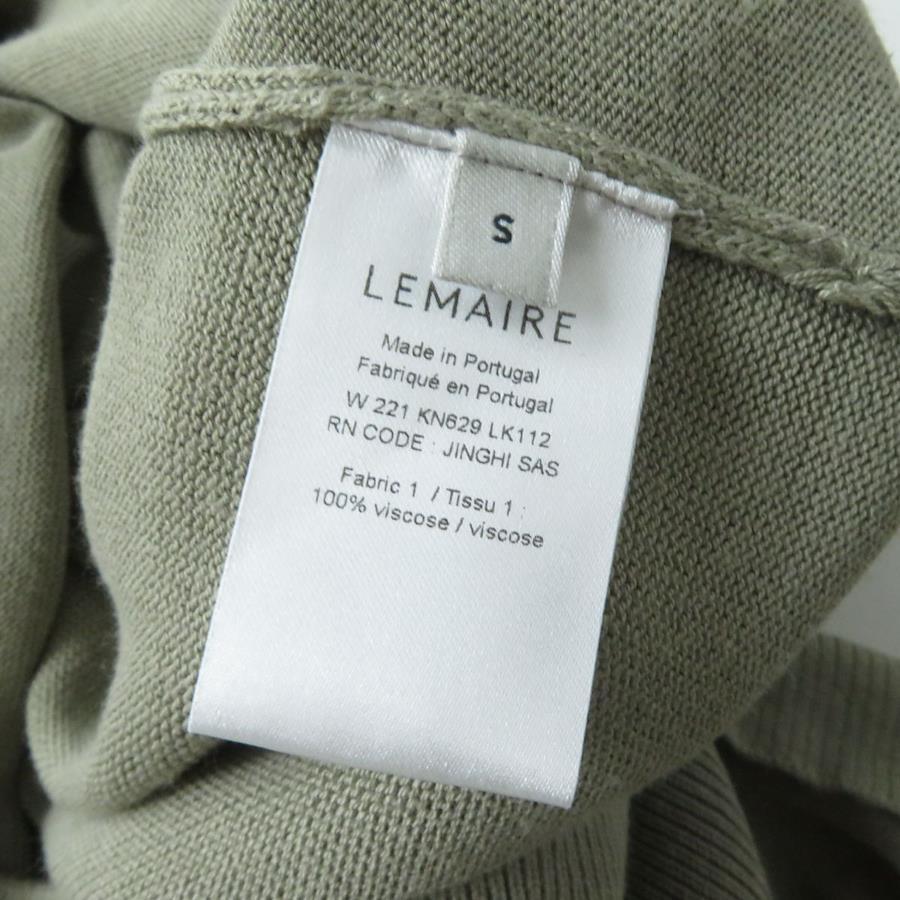 S
LEMAIRE
Made in Portugal
Fabriqué en Portugal
W 221 KN629 LK112
RN CODE : JINGHI SAS
Fabric 1 / Tissu 1 :
100% viscose / viscose